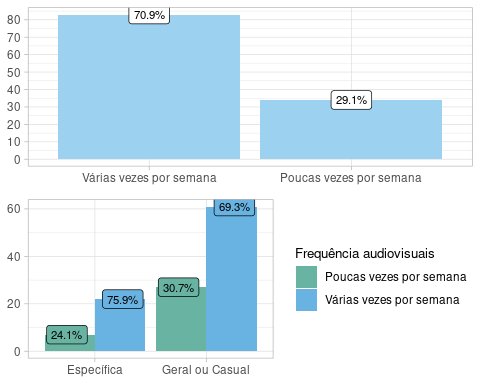 80
70
60
50
40
30
20
10
0
70.9%
29.1%
Várias vezes por semana
Poucas vezes por semana
60
40
20
0
24.1%
75.9%
30.7%
69.3%
Específica
Geral ou Casual
Frequência audiovisuais
Poucas vezes por semana
Várias vezes por semana